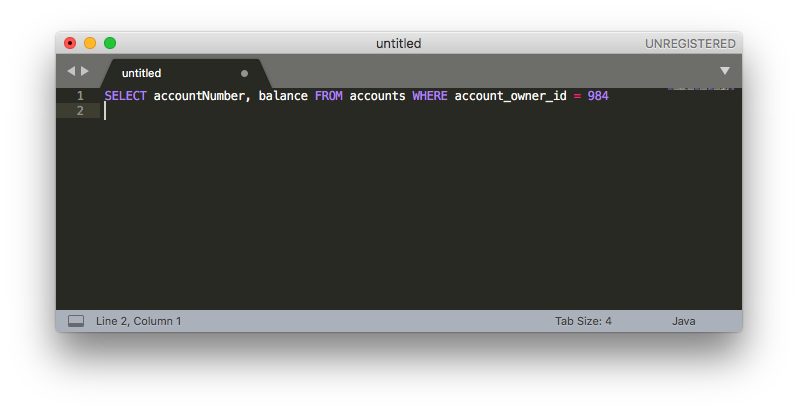 untitled
UNREGISTERED
untitled
1 SELECT accountNumber, balance FROM accounts WHERE account_owner_id = 984
2
Line 2, Column 1
Tab Size: 4
Java